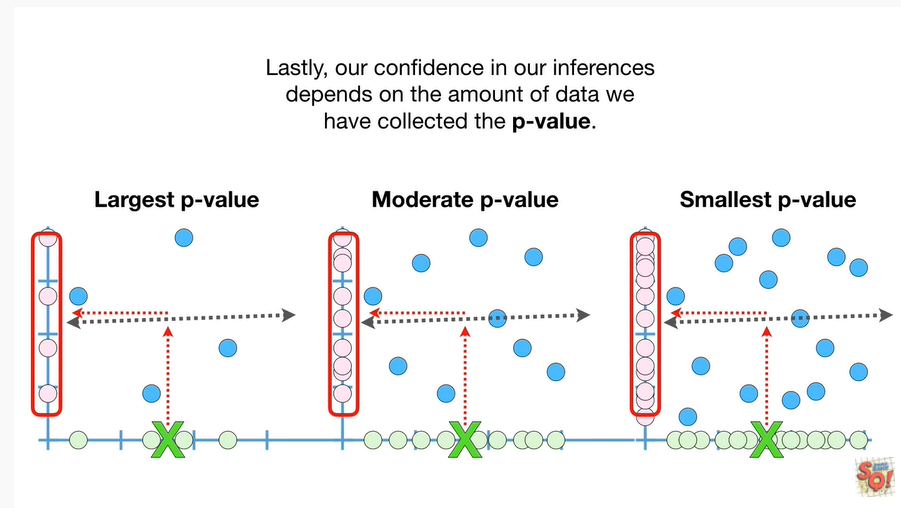 Lastly, our confidence in our inferences
depends on the amount of data we
have collected the p-value.
Largest p-value
Moderate p-value
Smallest p-value
X
X
X
SQ!